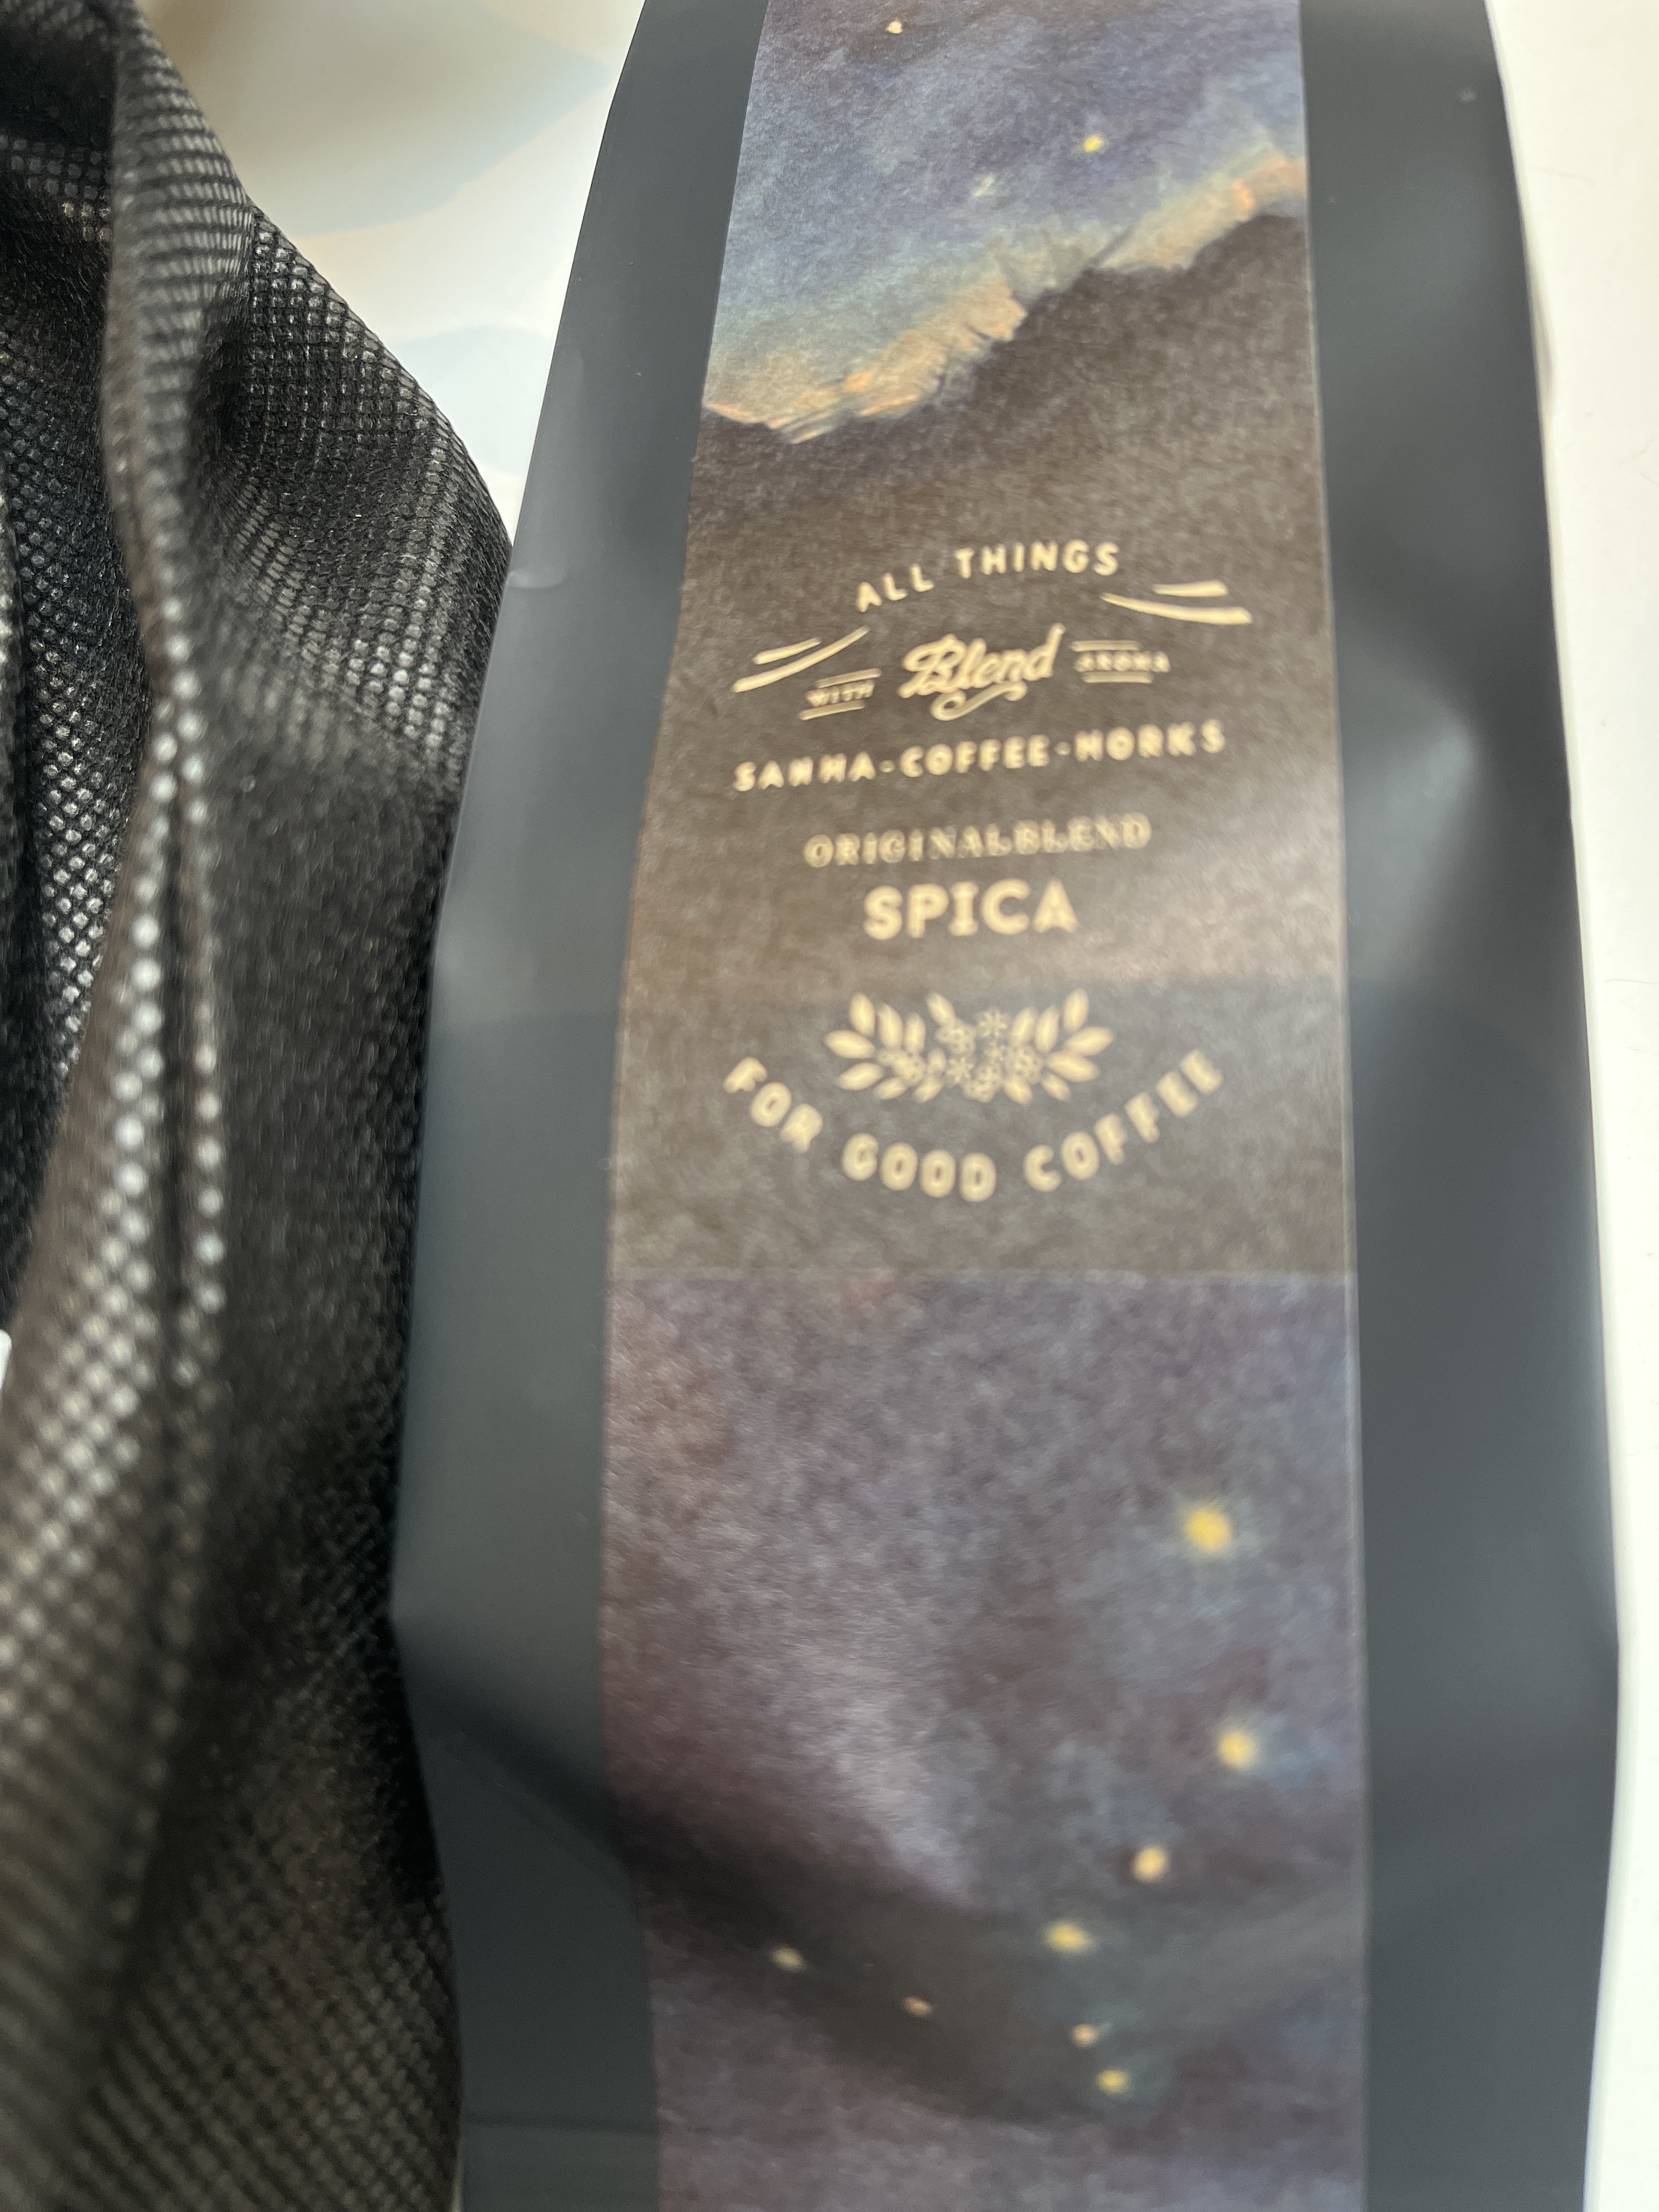 ALL THINGS
WITH Blend AROMA
SANWA-COFFEE-WORKS
ORIGINALBLEND
SPICA
FOR GOOD COFFEE